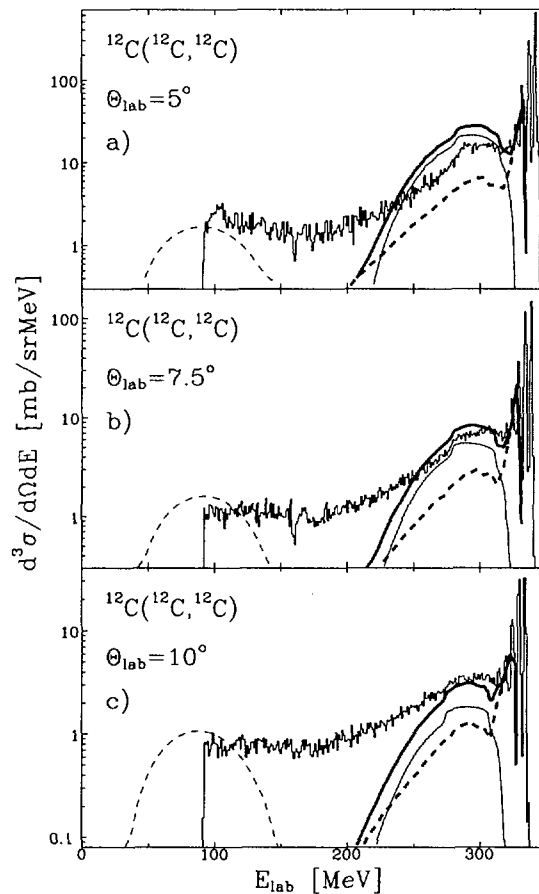 ¹²C(¹²C,¹²C)
Θlab=5°
a)
100
10
1
¹²C(¹²C,¹²C)
Θlab=7.5°
b)
100
10
1
¹²C(¹²C,¹²C)
Θlab=10°
c)
10
1
0.1
d³σ/dΩdE [mb/srMeV]
0 100 200 300
Elab [MeV]